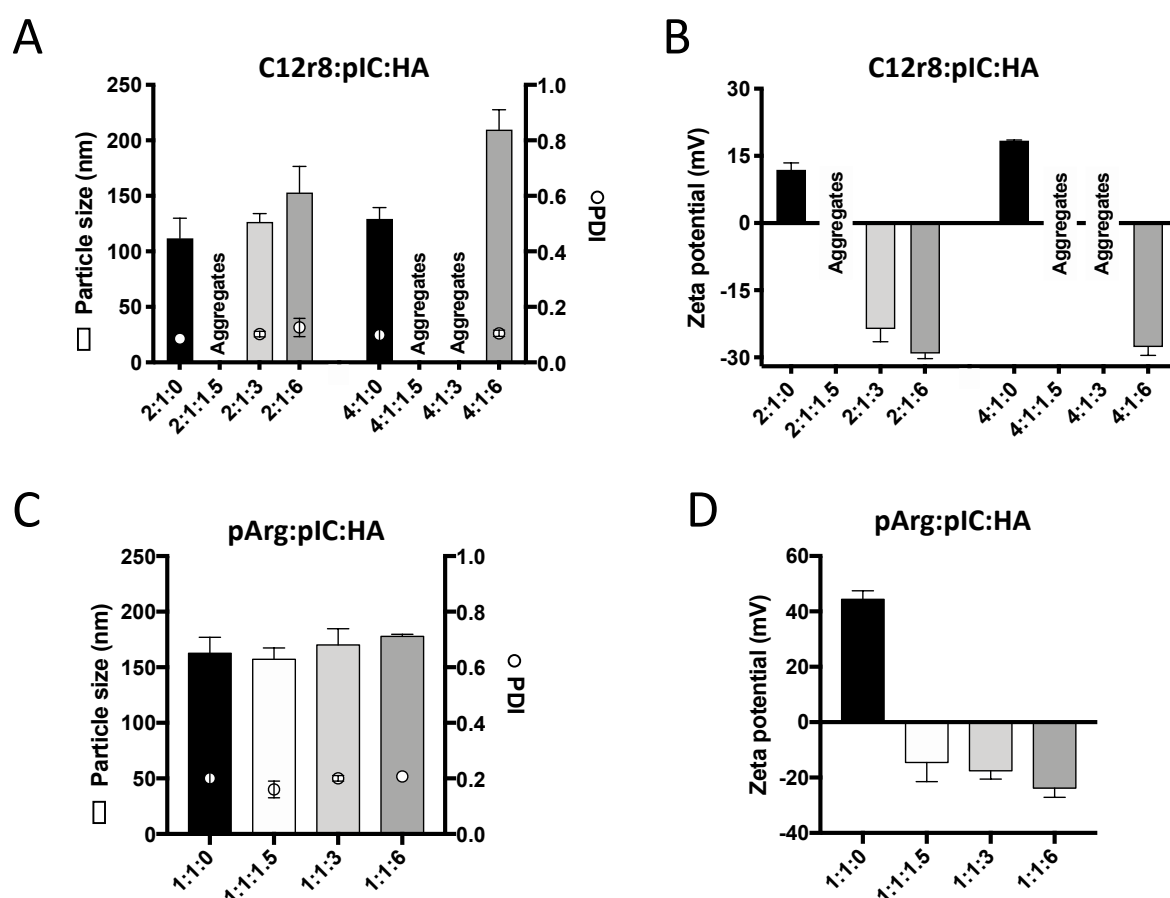 A
C12r8:pIC:HA
Particle size (nm)
250
200
150
100
50
0
1.0
0.8
0.6
0.4
0.2
0.0
PDI
Aggregates
Aggregates
Aggregates
2:1:0
2:1:1.5
2:1:3
2:1:6
4:1:0
4:1:1.5
4:1:3
4:1:6
B
C12r8:pIC:HA
Zeta potential (mV)
30
15
0
-15
-30
Aggregates
Aggregates
Aggregates
2:1:0
2:1:1.5
2:1:3
2:1:6
4:1:0
4:1:1.5
4:1:3
4:1:6
C
pArg:pIC:HA
Particle size (nm)
250
200
150
100
50
0
1.0
0.8
0.6
0.4
0.2
0.0
PDI
1:1:0
1:1:1.5
1:1:3
1:1:6
D
pArg:pIC:HA
Zeta potential (mV)
60
40
20
0
-20
-40
1:1:0
1:1:1.5
1:1:3
1:1:6